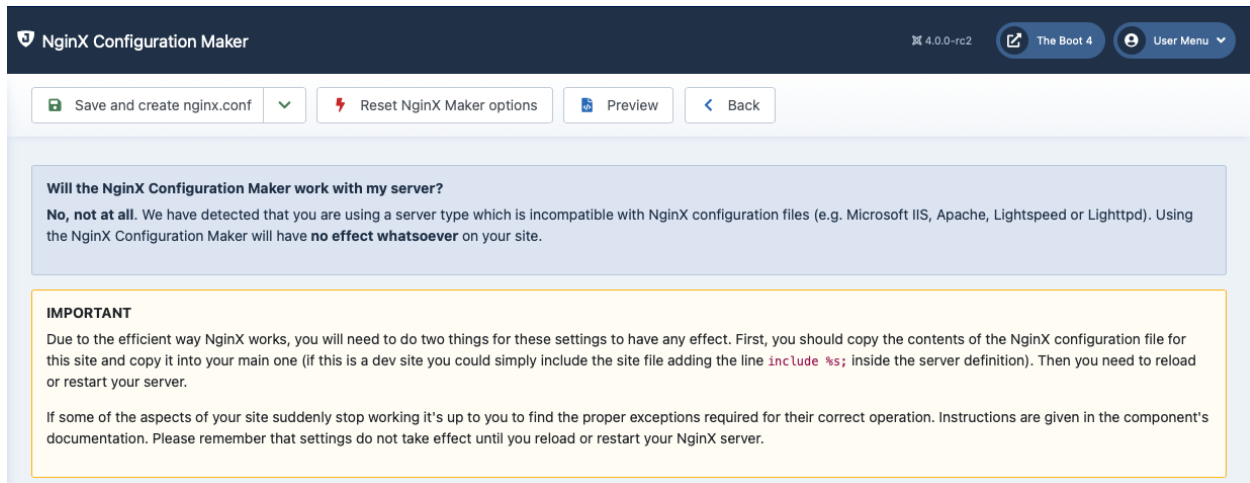 NginX Configuration Maker
4.0.0-rc2
The Boot 4
User Menu
Save and create nginx.conf
Reset NginX Maker options
Preview
Back
Will the NginX Configuration Maker work with my server?
No, not at all. We have detected that you are using a server type which is incompatible with NginX configuration files (e.g. Microsoft IIS, Apache, Lightspeed or Lighttpd). Using
the NginX Configuration Maker will have no effect whatsoever on your site.
IMPORTANT
Due to the efficient way NginX works, you will need to do two things for these settings to have any effect. First, you should copy the contents of the NginX configuration file for
this site and copy it into your main one (if this is a dev site you could simply include the site file adding the line include %s; inside the server definition). Then you need to reload
or restart your server.
If some of the aspects of your site suddenly stop working it's up to you to find the proper exceptions required for their correct operation. Instructions are given in the component's
documentation. Please remember that settings do not take effect until you reload or restart your NginX server.